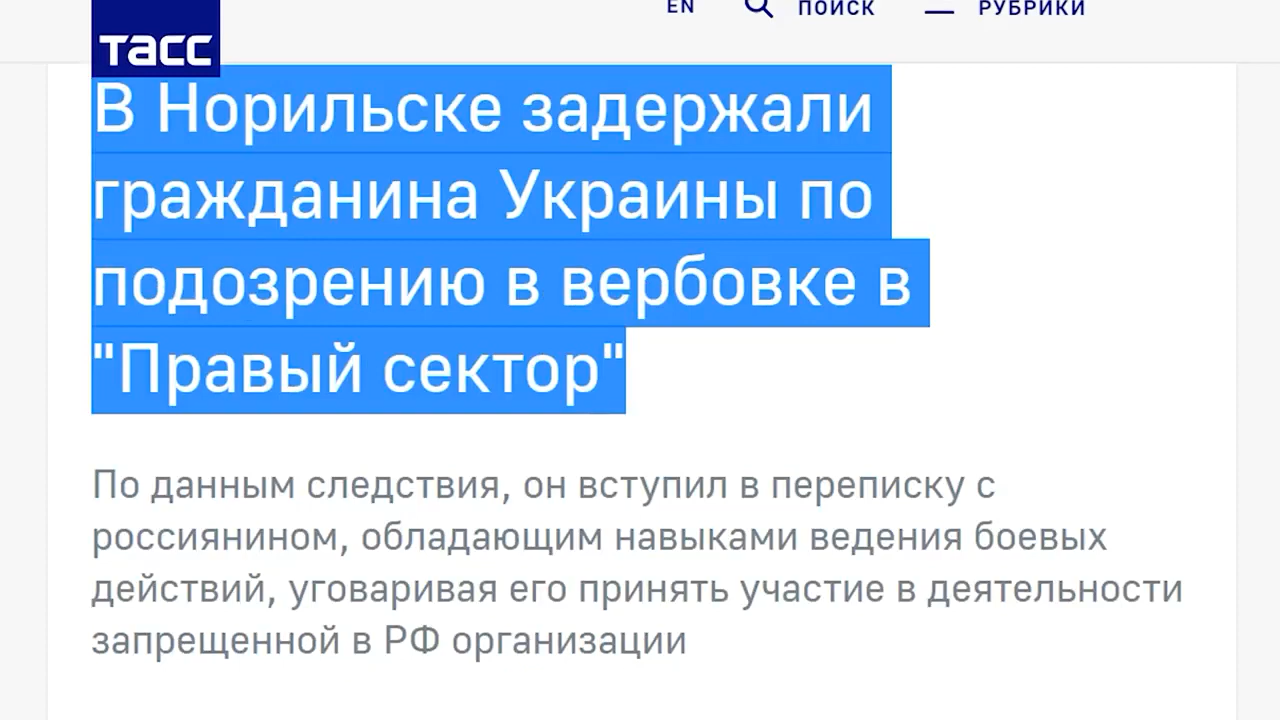 EN ПОИСК РУБРИКИ
ТАСС
В Норильске задержали
гражданина Украины по
подозрению в вербовке в
"Правый сектор"
По данным следствия, он вступил в переписку с
россиянином, обладающим навыками ведения боевых
действий, уговаривая его принять участие в деятельности
запрещенной в РФ организации